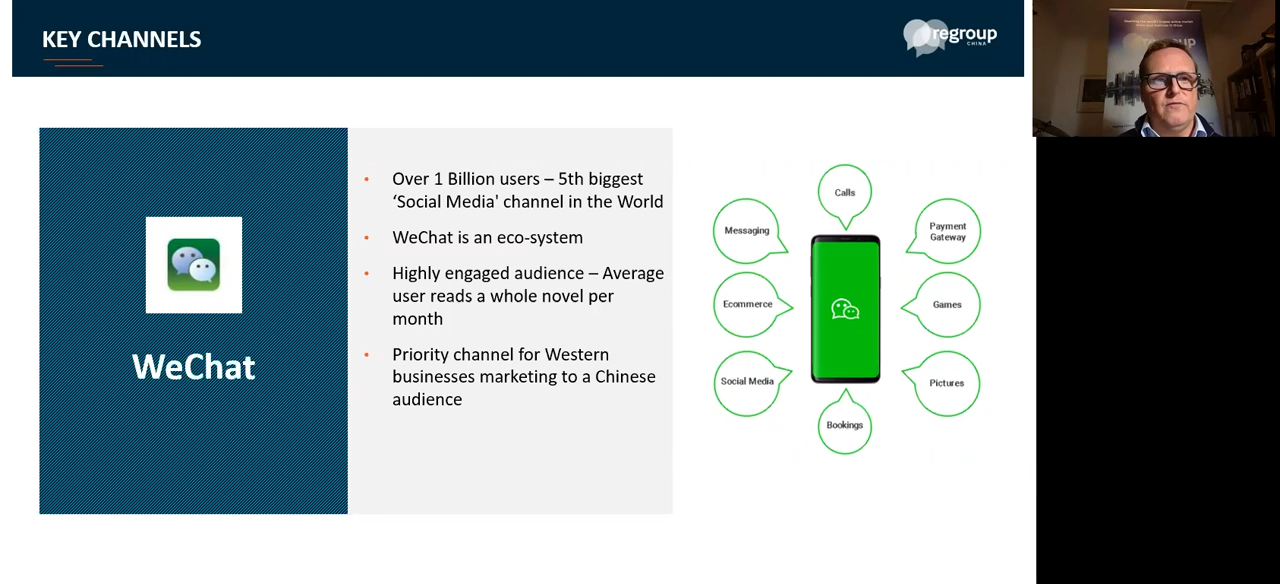 KEY CHANNELS
regroup
CHINA
WeChat
• Over 1 Billion users – 5th biggest
‘Social Media' channel in the World
• WeChat is an eco-system
• Highly engaged audience – Average
user reads a whole novel per
month
• Priority channel for Western
businesses marketing to a Chinese
audience
Calls
Messaging
Payment
Gateway
Ecommerce
Games
Social Media
Pictures
Bookings